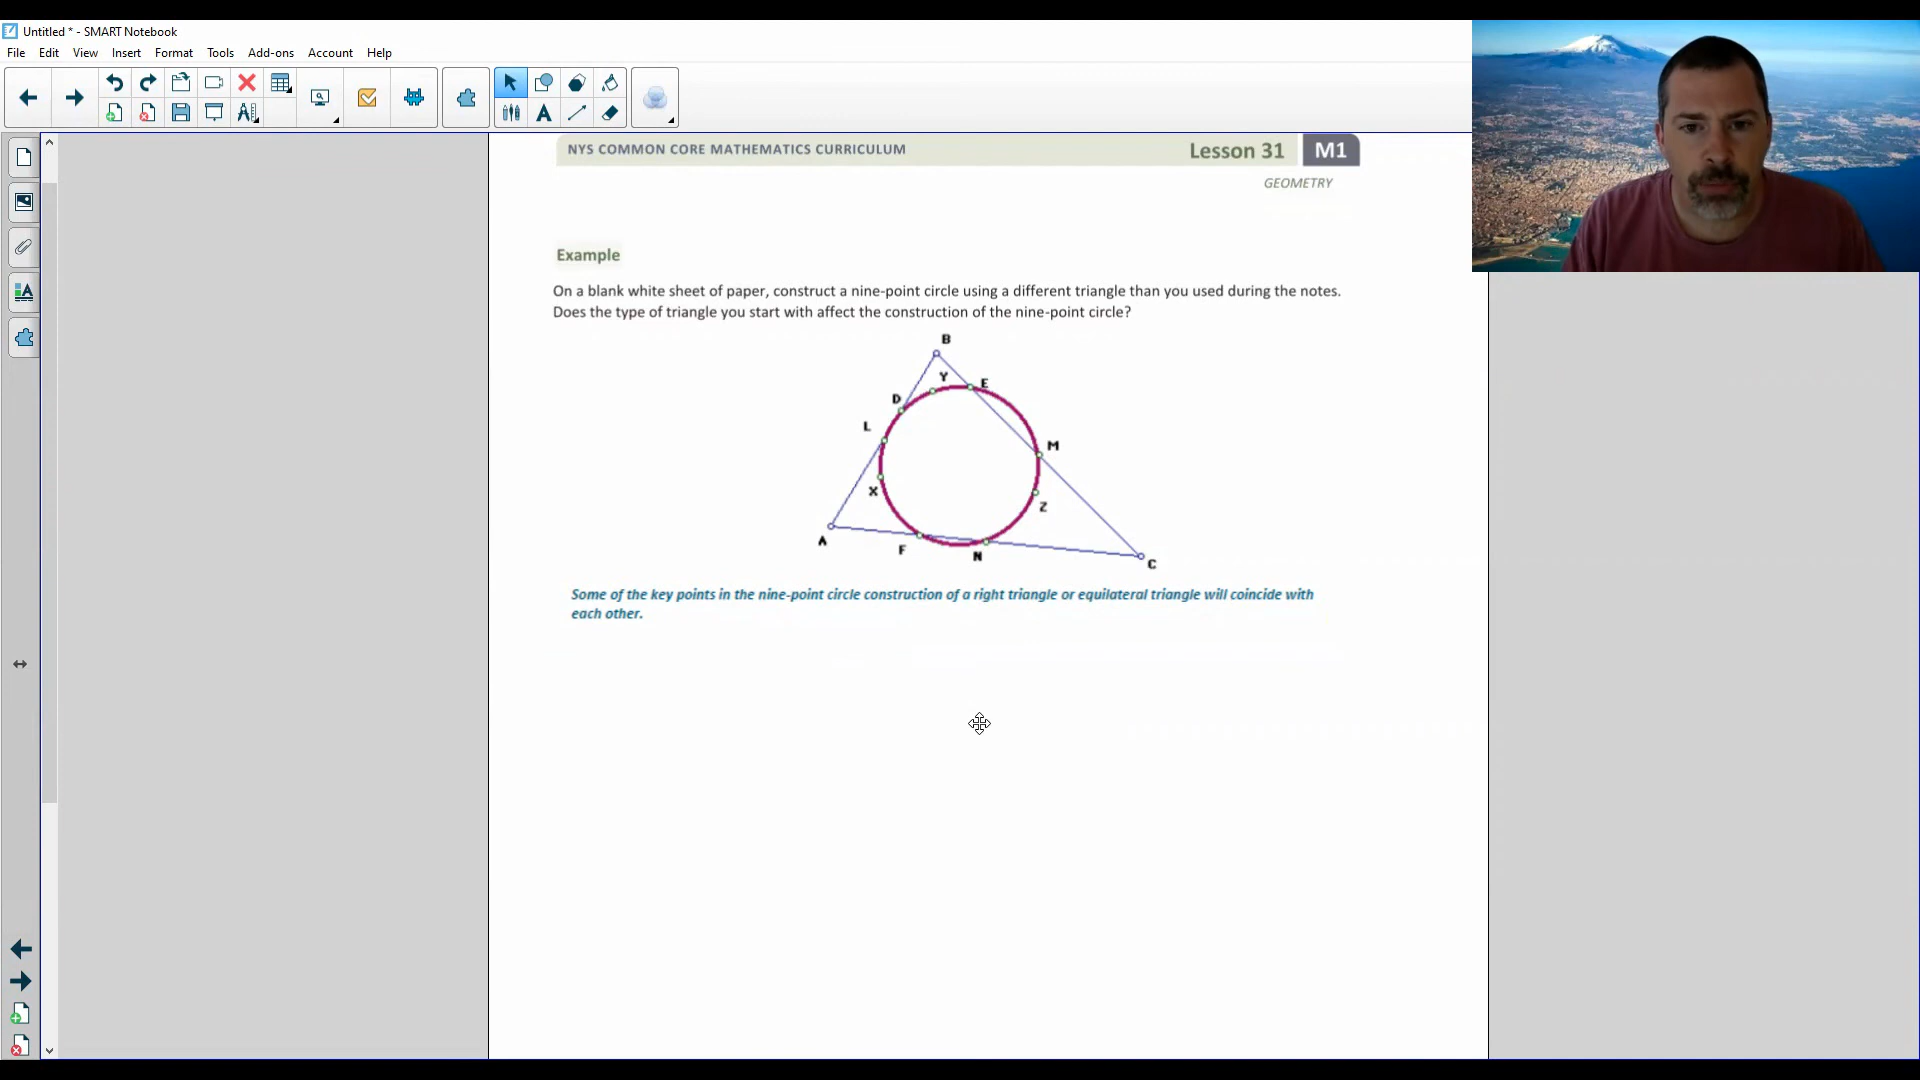 Untitled * - SMART Notebook
File Edit View Insert Format Tools Add-ons Account Help
NYS COMMON CORE MATHEMATICS CURRICULUM Lesson 31 M1
GEOMETRY
Example
On a blank white sheet of paper, construct a nine-point circle using a different triangle than you used during the notes.
Does the type of triangle you start with affect the construction of the nine-point circle?
B
Y E
D
L
M
X
Z
A
F
N
C
Some of the key points in the nine-point circle construction of a right triangle or equilateral triangle will coincide with
each other.